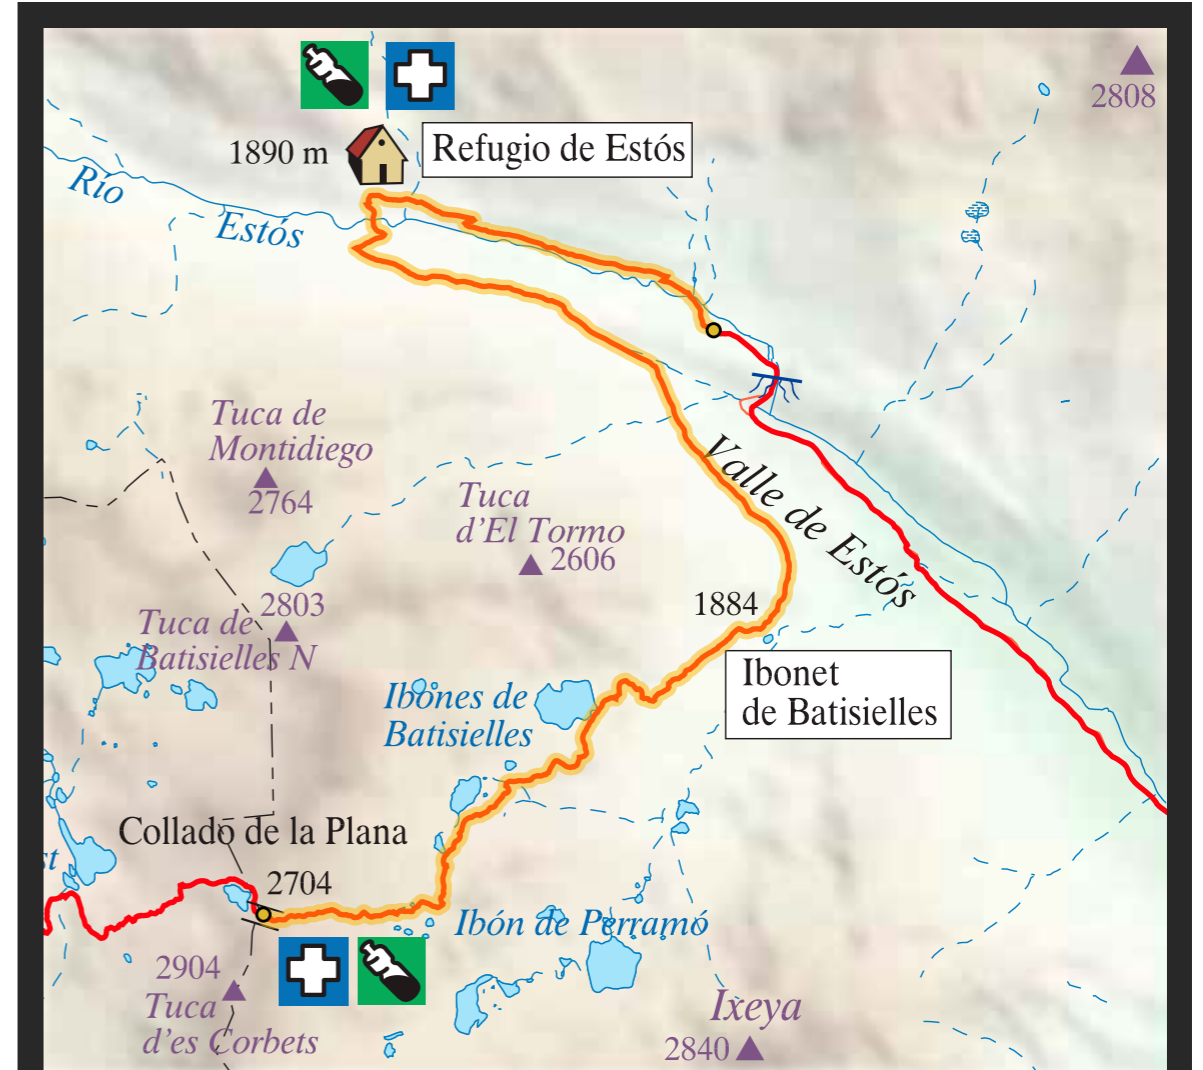 2808
1890 m
Refugio de Estós
Río
Estós
Tuca de
Montidiego
2764
Tuca
d'El Tormo
2606
Valle de Estós
2803
Tuca de
Batisielles N
1884
Ibonet
de Batisielles
Ibones de
Batisielles
Collado de la Plana
st
2704
Ibón de Perramó
2904
Tuca
d'es Corbets
Ixeya
2840